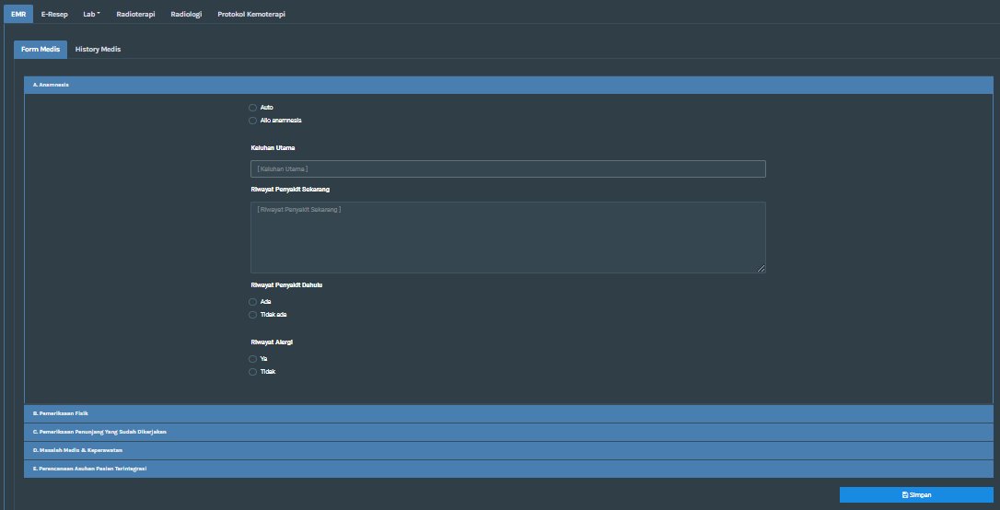 EMR E-Resep Lab Radioterapi Radiologi Protokol Kemoterapi
Form Medis History Medis
A. Anamnesis
Auto
Allo anamnesis
Keluhan Utama
[ Keluhan Utama ]
Riwayat Penyakit Sekarang
[ Riwayat Penyakit Sekarang ]
Riwayat Penyakit Dahulu
Ada
Tidak ada
Riwayat Alergi
Ya
Tidak
B. Pemeriksaan Fisik
C. Pemeriksaan Penunjang Yang Sudah Dikerjakan
D. Masalah Medis & Keperawatan
E. Perencanaan Asuhan Pasien Terintegrasi
Simpan